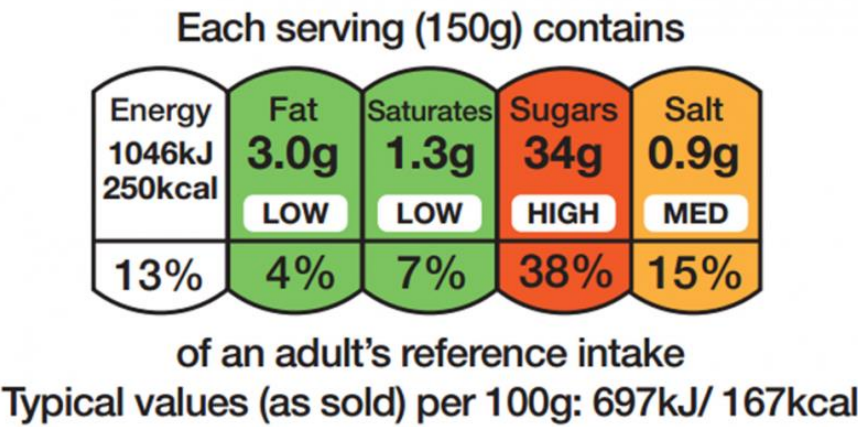 Each serving (150g) contains
Energy Fat Saturates Sugars Salt
1046kJ 3.0g 1.3g 34g 0.9g
250kcal
LOW LOW HIGH MED
13% 4% 7% 38% 15%
of an adult's reference intake
Typical values (as sold) per 100g: 697kJ/ 167kcal